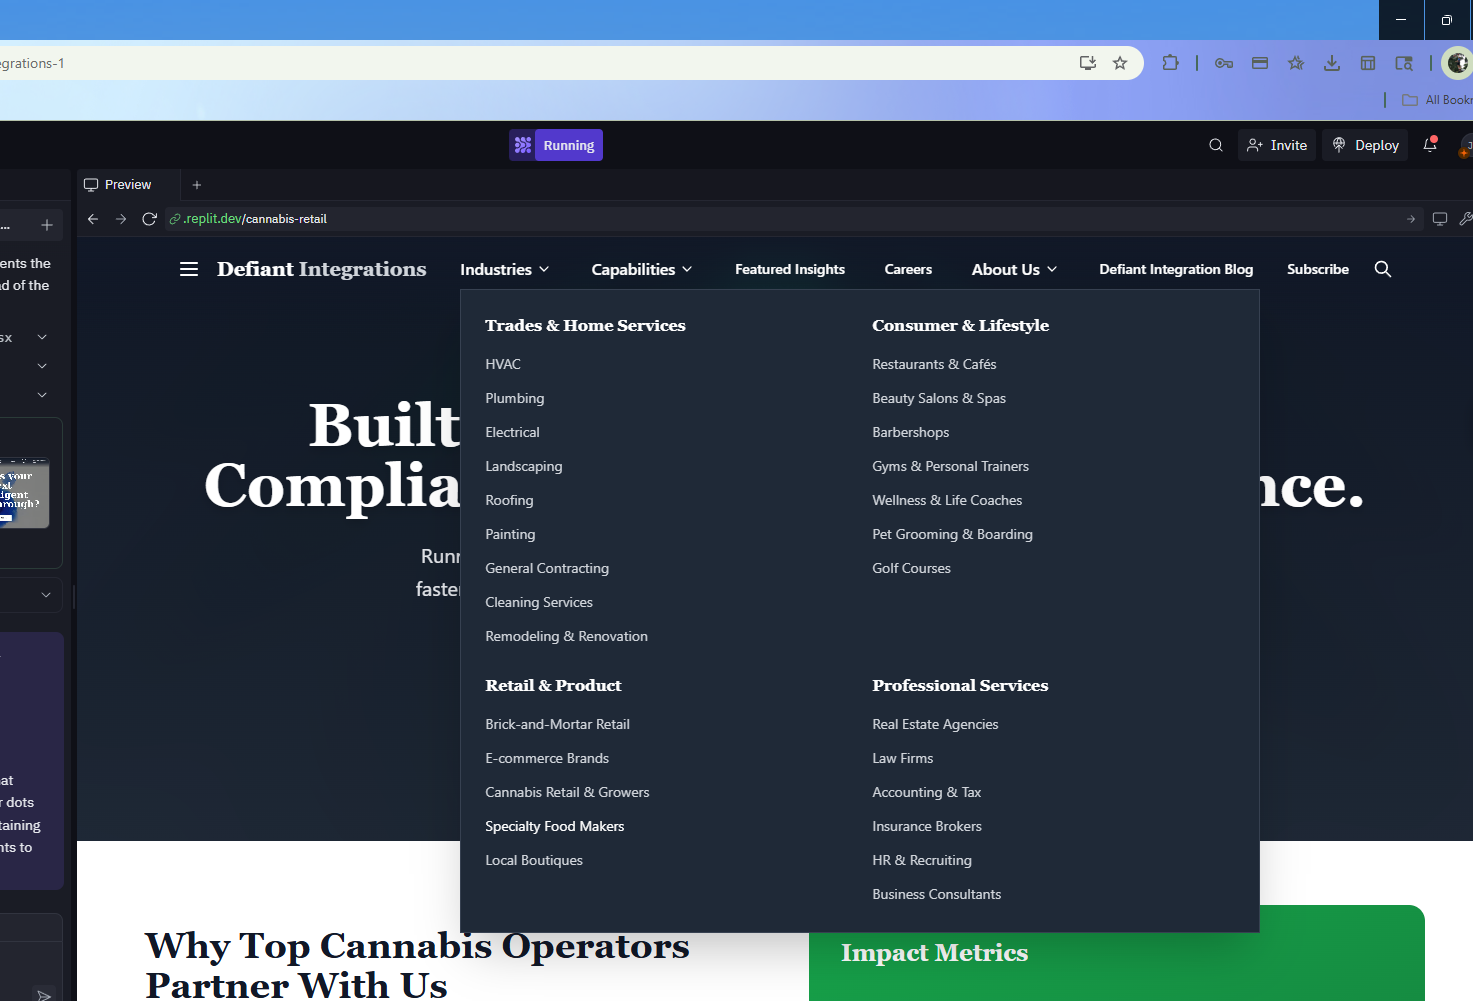 egrations-1
All Bookr
Running
Invite
Deploy
Preview
.replit.dev/cannabis-retail
...
ents the
d of the
sx
s your
xt
ligent
hrough?
at
r dots
taining
nts to
Defiant Integrations
Industries
Capabilities
Featured Insights
Careers
About Us
Defiant Integration Blog
Subscribe
Built
Complia
nce.
Runr
faster
Trades & Home Services
HVAC
Plumbing
Electrical
Landscaping
Roofing
Painting
General Contracting
Cleaning Services
Remodeling & Renovation
Consumer & Lifestyle
Restaurants & Cafés
Beauty Salons & Spas
Barbershops
Gyms & Personal Trainers
Wellness & Life Coaches
Pet Grooming & Boarding
Golf Courses
Retail & Product
Brick-and-Mortar Retail
E-commerce Brands
Cannabis Retail & Growers
Specialty Food Makers
Local Boutiques
Professional Services
Real Estate Agencies
Law Firms
Accounting & Tax
Insurance Brokers
HR & Recruiting
Business Consultants
Why Top Cannabis Operators
Partner With Us
Impact Metrics